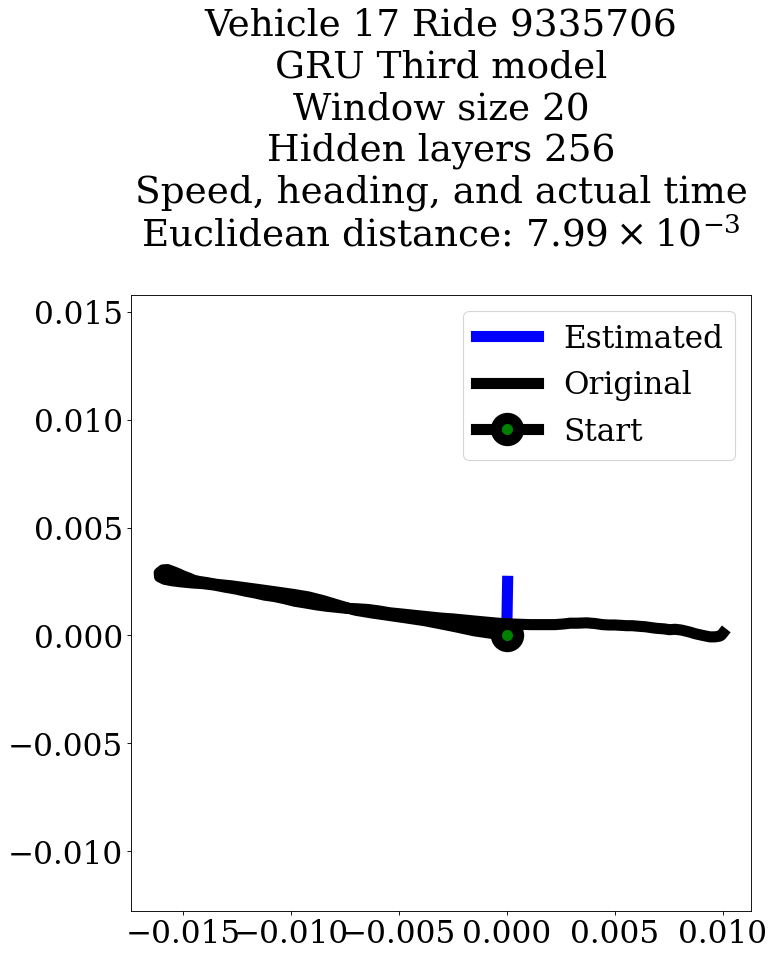 Vehicle 17 Ride 9335706
GRU Third model
Window size 20
Hidden layers 256
Speed, heading, and actual time
Euclidean distance: 7.99 × 10⁻³
Estimated
Original
Start
0.015
0.010
0.005
0.000
−0.005
−0.010
−0.015 −0.010 −0.005 0.000 0.005 0.010